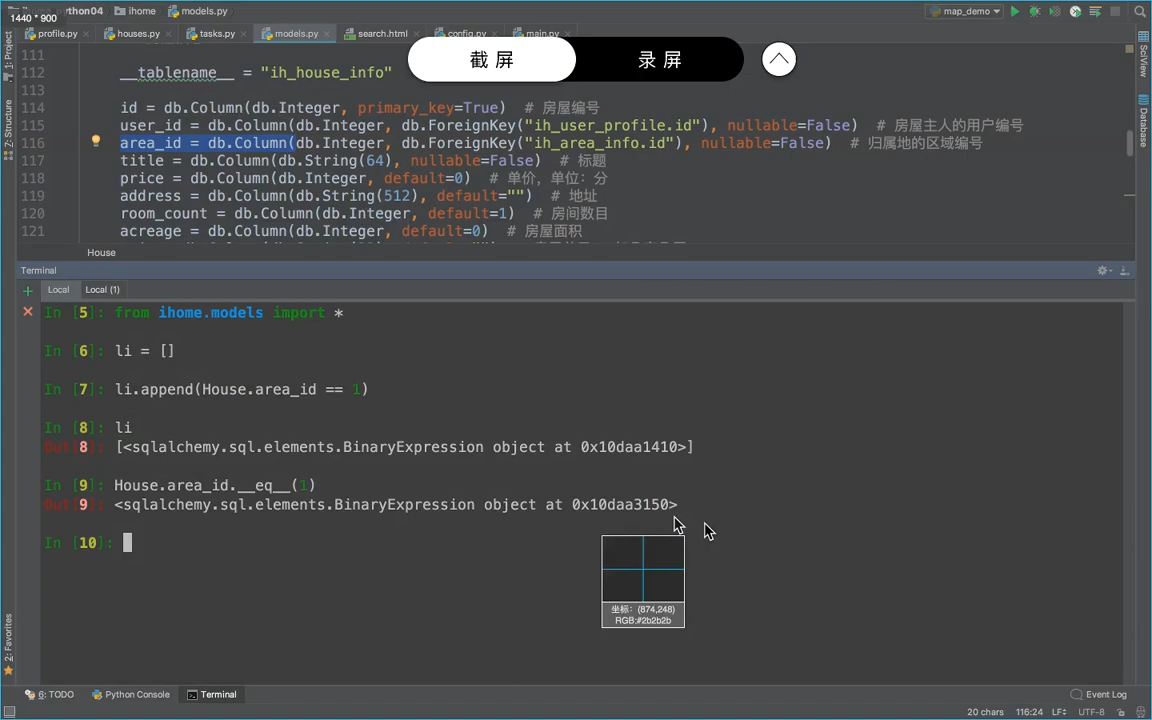 1440 * 900
python04 ihome models.py
map_demo
profile.py houses.py tasks.py models.py search.html config.py main.py
截屏 录屏
1: Project
Z: Structure
2: Favorites
SciView
Database
111
112 __tablename__ = "ih_house_info"
113
114 id = db.Column(db.Integer, primary_key=True) # 房屋编号
115 user_id = db.Column(db.Integer, db.ForeignKey("ih_user_profile.id"), nullable=False) # 房屋主人的用户编号
116 area_id = db.Column(db.Integer, db.ForeignKey("ih_area_info.id"), nullable=False) # 归属地的区域编号
117 title = db.Column(db.String(64), nullable=False) # 标题
118 price = db.Column(db.Integer, default=0) # 单价，单位：分
119 address = db.Column(db.String(512), default="") # 地址
120 room_count = db.Column(db.Integer, default=1) # 房间数目
121 acreage = db.Column(db.Integer, default=0) # 房屋面积
House
Terminal
Local Local (1)
In [5]: from ihome.models import *
In [6]: li = []
In [7]: li.append(House.area_id == 1)
In [8]: li
Out[8]: [<sqlalchemy.sql.elements.BinaryExpression object at 0x10daa1410>]
In [9]: House.area_id.__eq__(1)
Out[9]: <sqlalchemy.sql.elements.BinaryExpression object at 0x10daa3150>
In [10]:
坐标: (874,248)
RGB:#2b2b2b
6: TODO Python Console Terminal Event Log
20 chars 116:24 LF÷ UTF-8